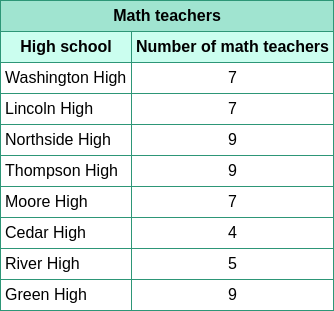 Math teachers
High school Number of math teachers
Washington High 7
Lincoln High 7
Northside High 9
Thompson High 9
Moore High 7
Cedar High 4
River High 5
Green High 9